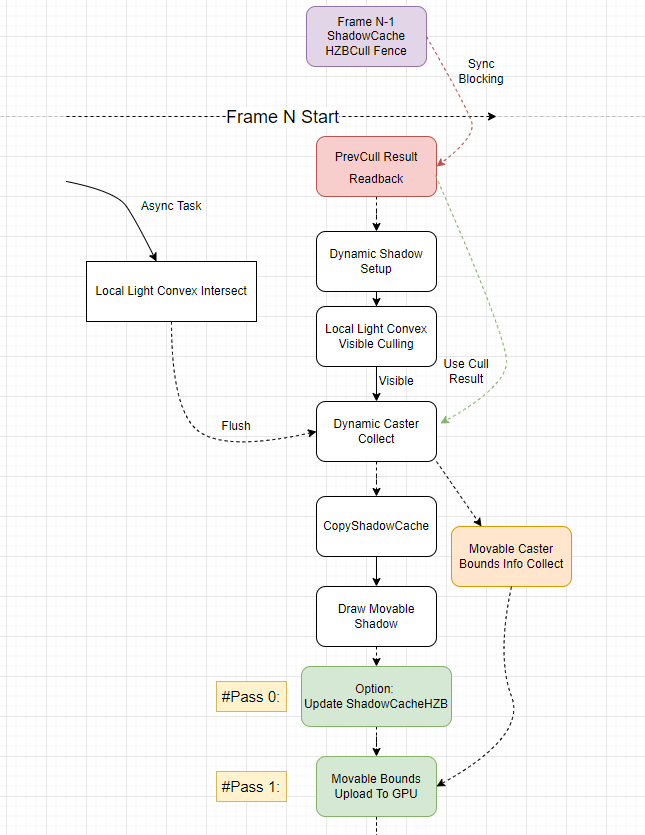 Frame N-1
ShadowCache
HZBCull Fence
Sync
Blocking
Frame N Start
PrevCull Result
Readback
Async Task
Dynamic Shadow
Setup
Local Light Convex Intersect
Local Light Convex
Visible Culling
Use Cull
Result
Visible
Dynamic Caster
Collect
Flush
CopyShadowCache
Movable Caster
Bounds Info Collect
Draw Movable
Shadow
#Pass 0:
Option:
Update ShadowCacheHZB
#Pass 1:
Movable Bounds
Upload To GPU